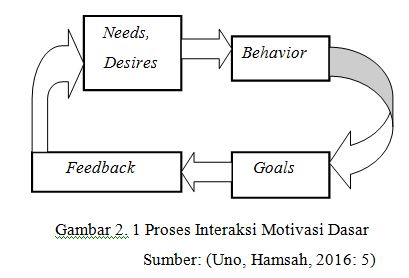 Needs,
Desires
Behavior
Feedback
Goals
Gambar 2. 1 Proses Interaksi Motivasi Dasar
Sumber: (Uno, Hamsah, 2016: 5)